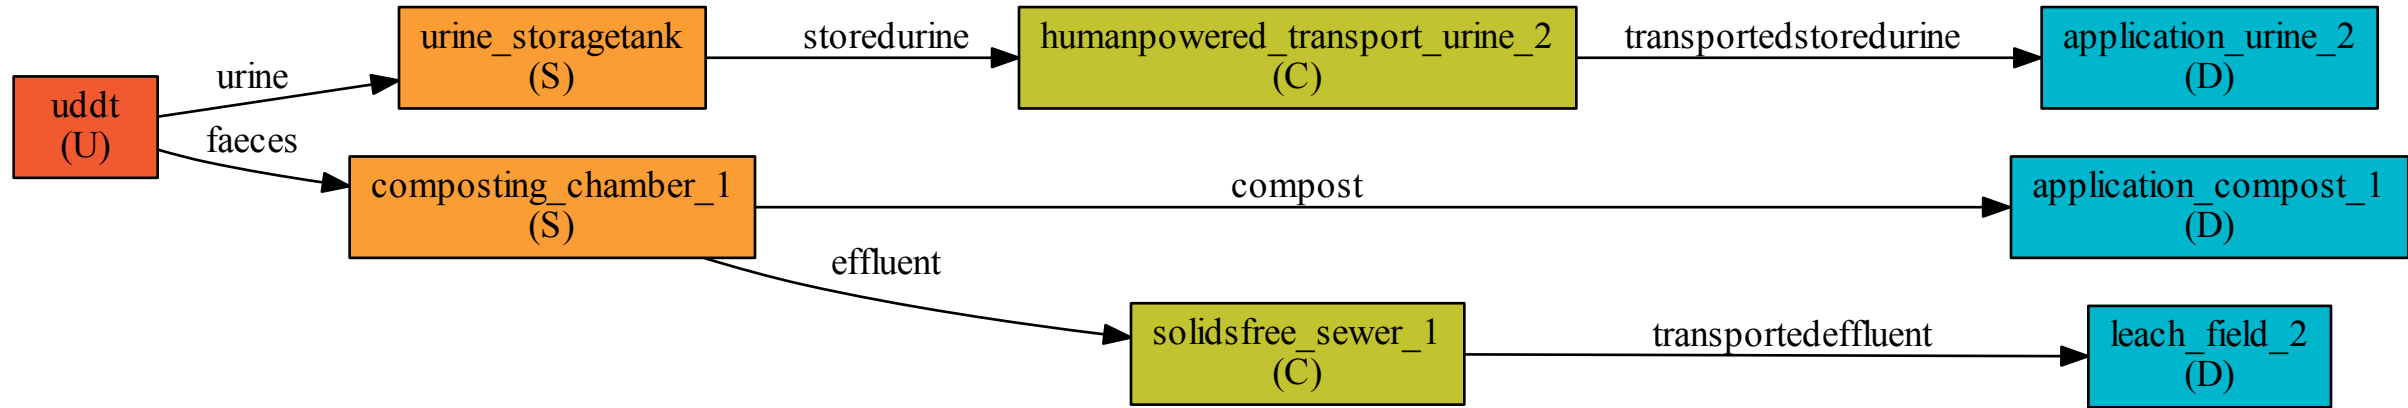 uddt
(U)
urine
faeces
urine_storagetank
(S)
storedurine
humanpowered_transport_urine_2
(C)
transportedstoredurine
application_urine_2
(D)
composting_chamber_1
(S)
compost
application_compost_1
(D)
effluent
solidsfree_sewer_1
(C)
transportedeffluent
leach_field_2
(D)